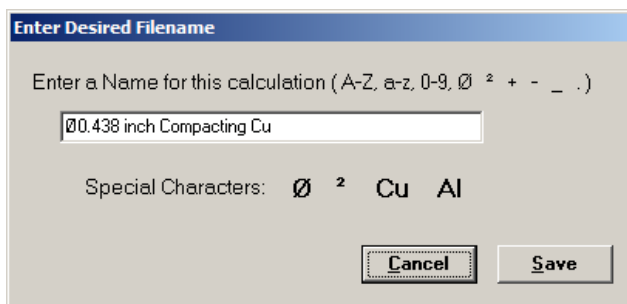 Enter Desired Filename
Enter a Name for this calculation ( A-Z, a-z, 0-9, Ø ² + - _ . )
Ø0.438 inch Compacting Cu
Special Characters: Ø ² Cu Al
Cancel Save